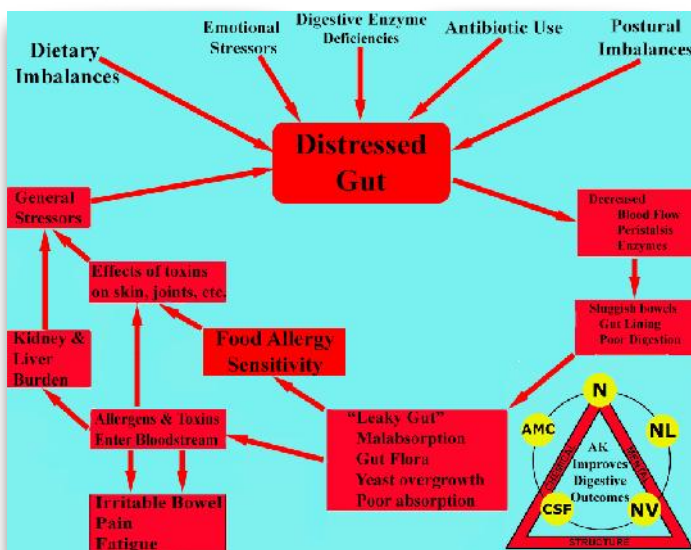 Dietary
Imbalances
Emotional
Stressors
Digestive Enzyme
Deficiencies
Antibiotic Use
Postural
Imbalances
Distressed
Gut
General
Stressors
Decreased
Blood Flow
Peristalsis
Enzymes
Effects of toxins
on skin, joints, etc.
Sluggish bowels
Gut Lining
Poor Digestion
Kidney &
Liver
Burden
Food Allergy
Sensitivity
Allergens & Toxins
Enter Bloodstream
"Leaky Gut"
Malabsorption
Gut Flora
Yeast overgrowth
Poor absorption
Irritable Bowel
Pain
Fatigue
N
AMC
NL
CHEMICAL
MENTAL
AK
Improves
Digestive
Outcomes
CSF
NV
STRUCTURE